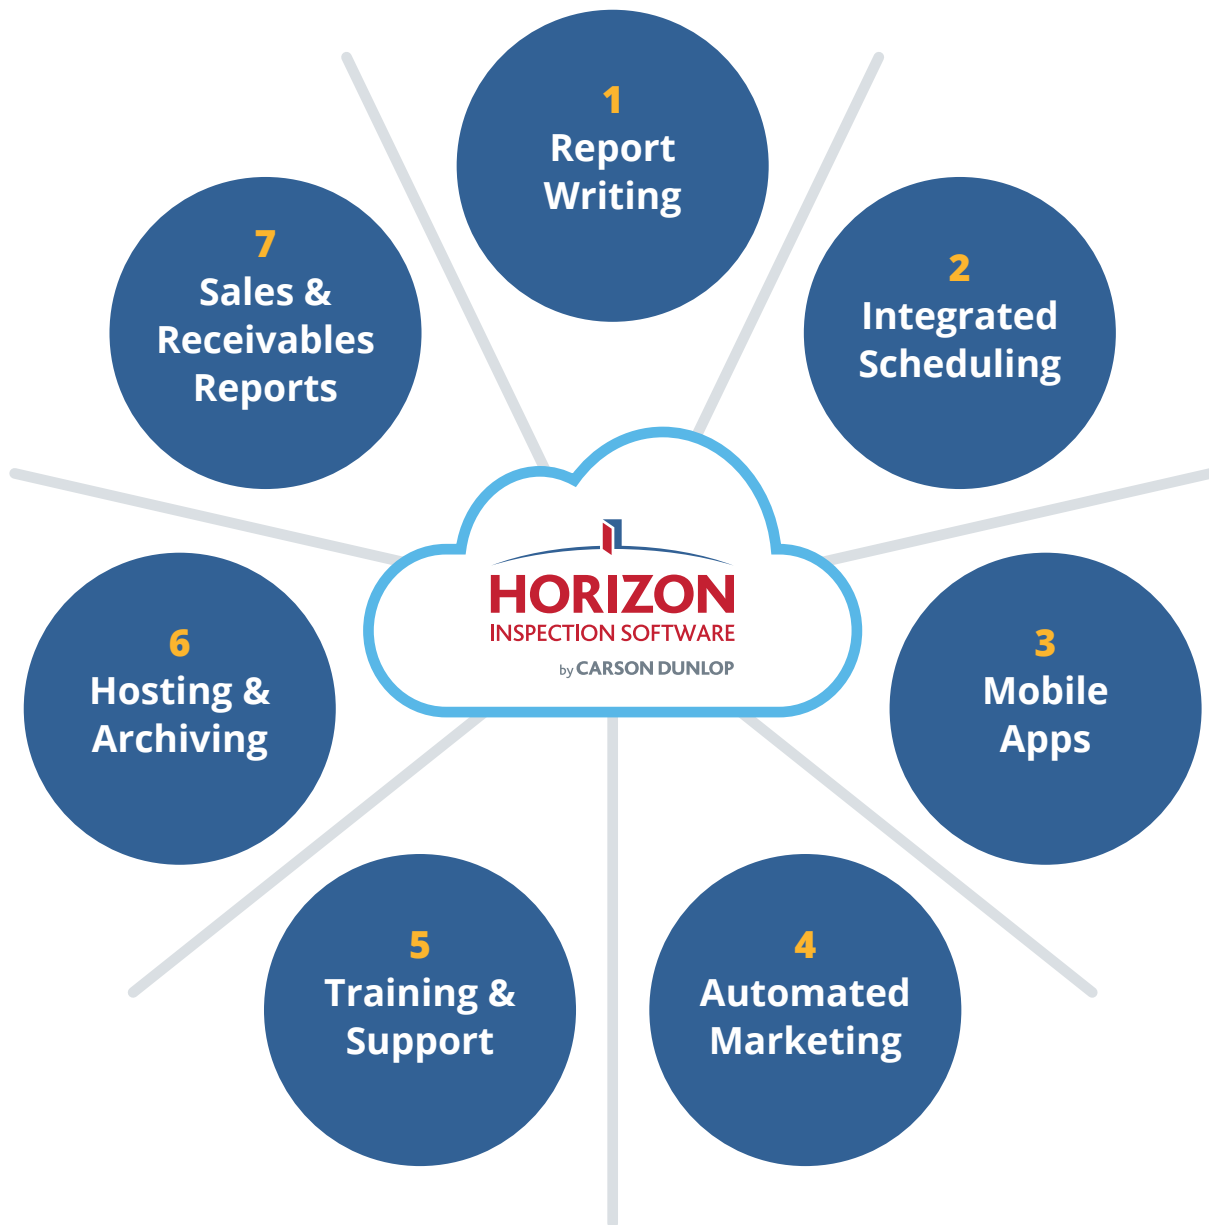 1
Report
Writing
2
Integrated
Scheduling
3
Mobile
Apps
4
Automated
Marketing
5
Training &
Support
6
Hosting &
Archiving
7
Sales &
Receivables
Reports
HORIZON
INSPECTION SOFTWARE
by CARSON DUNLOP